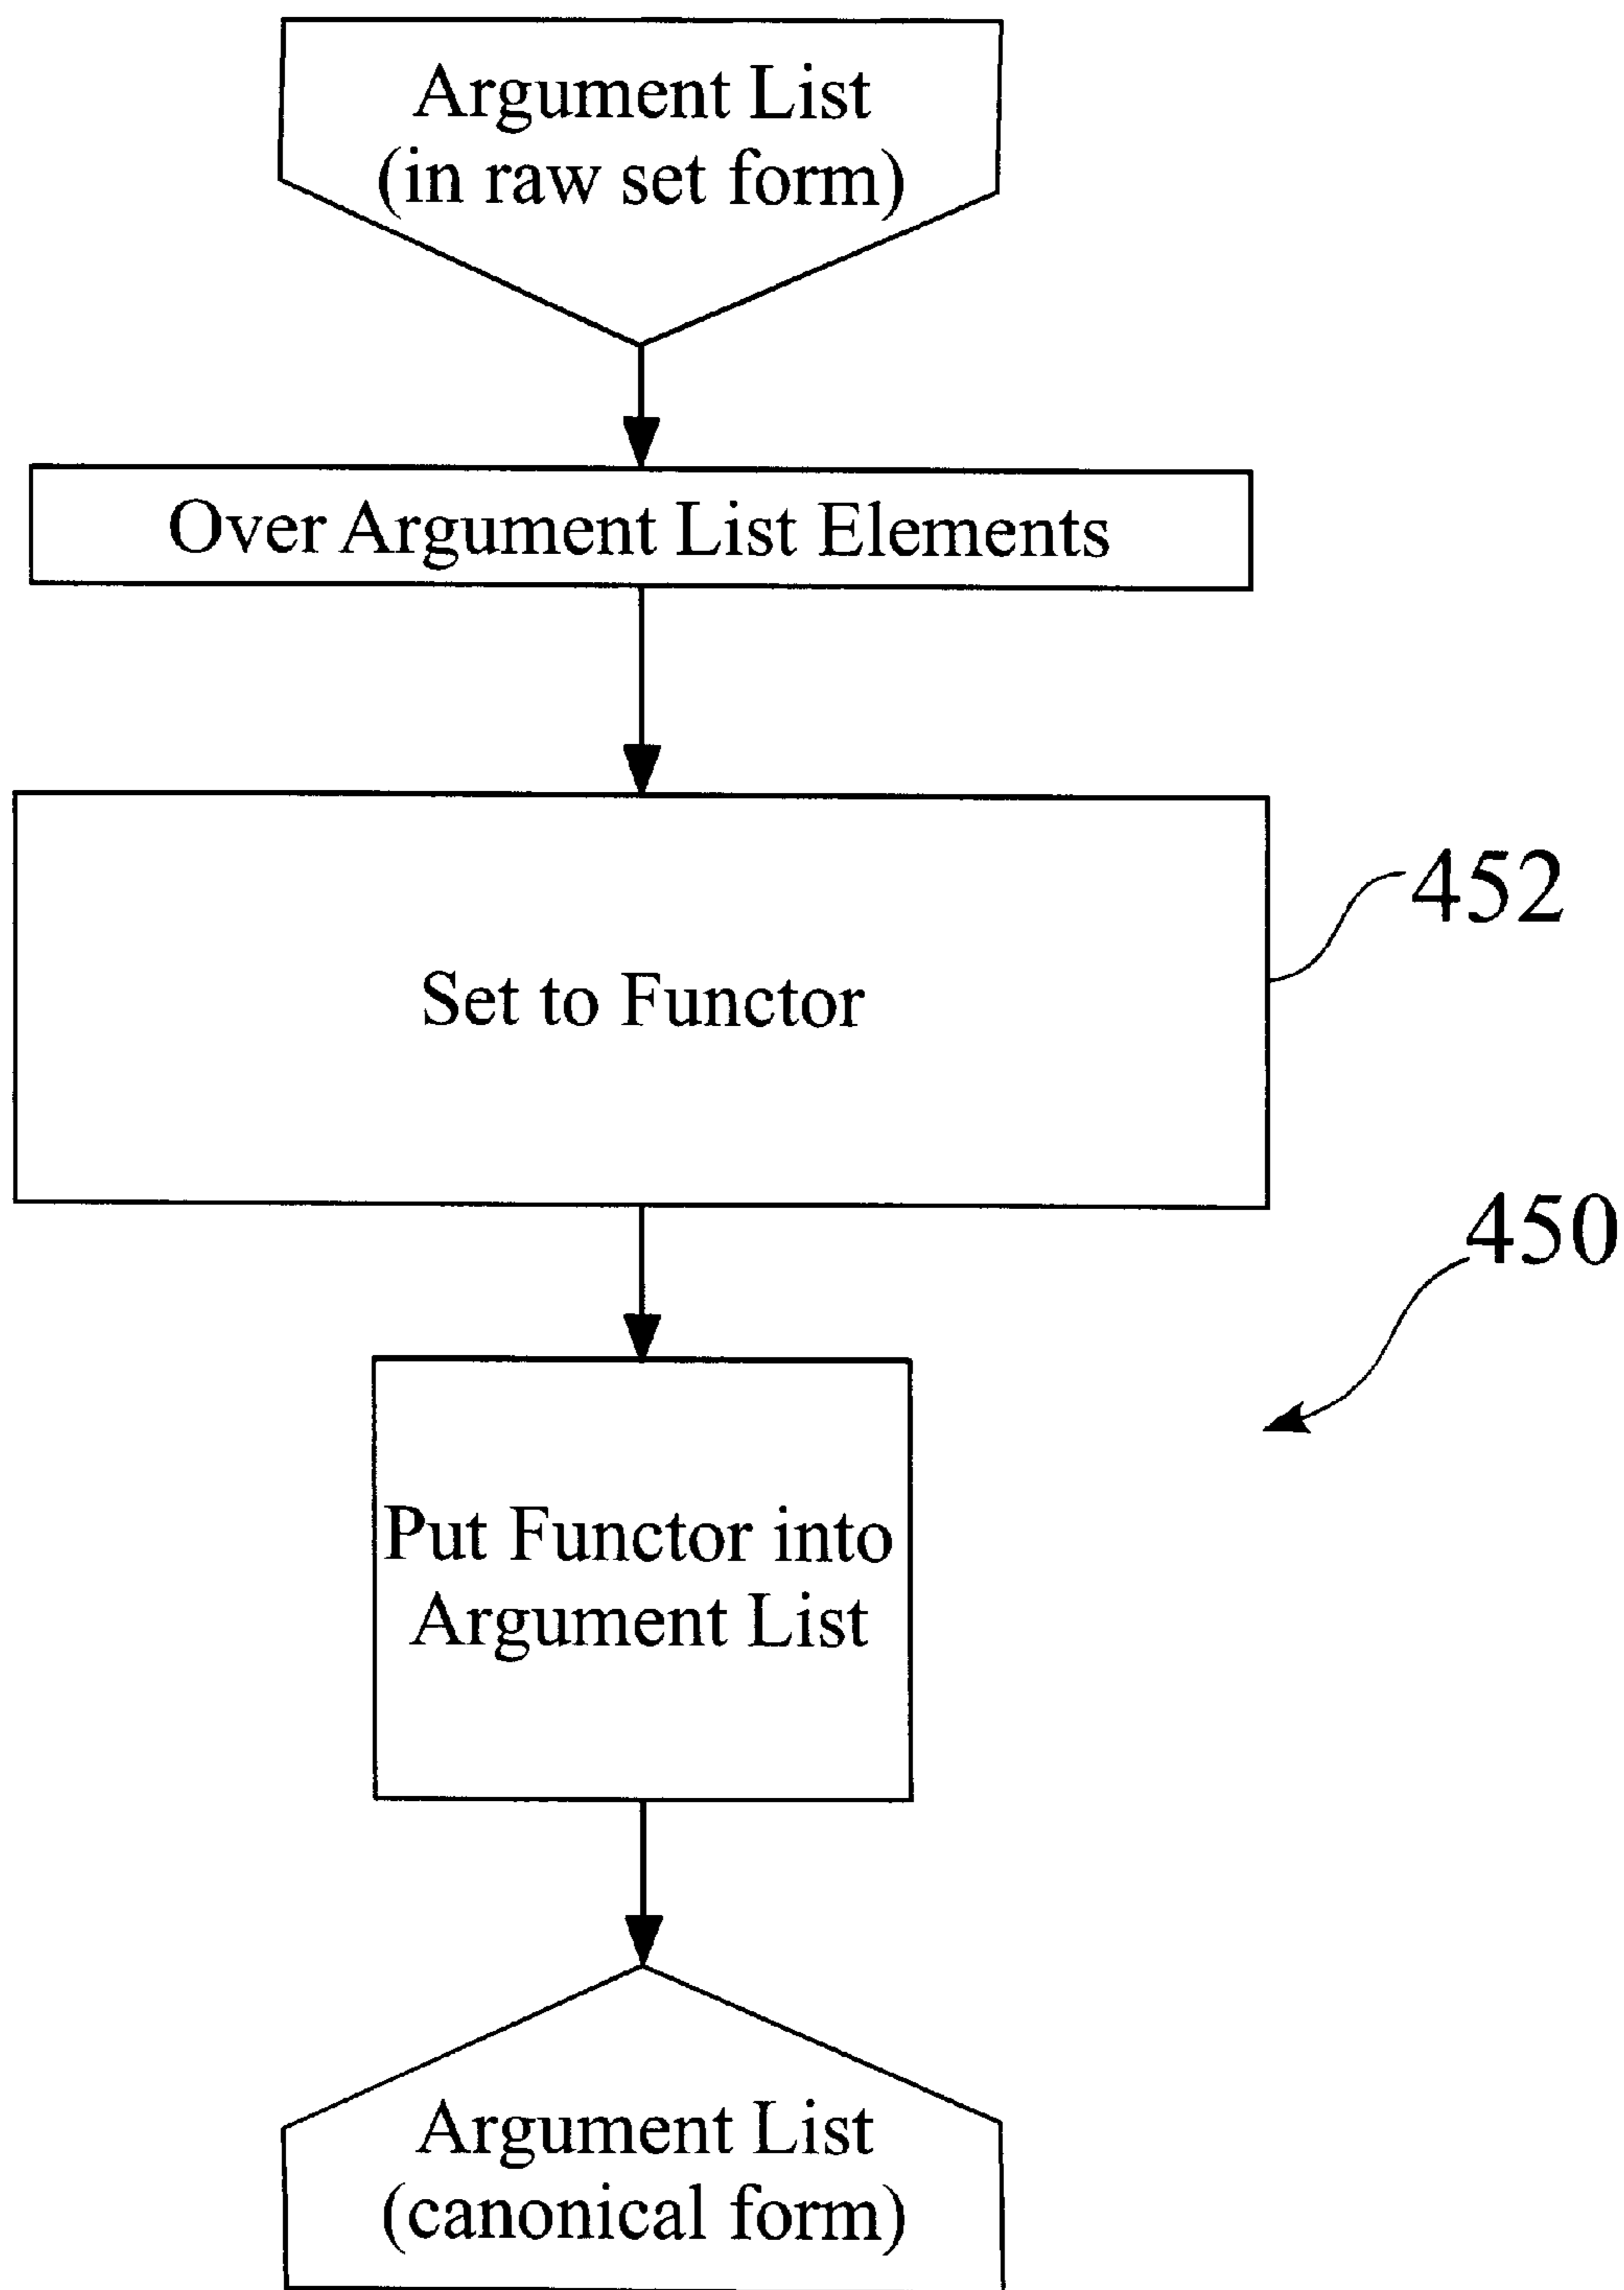 Argument List
(in raw set form)
Over Argument List Elements
452
Set to Functor
450
Put Functor into
Argument List
Argument List
(canonical form)